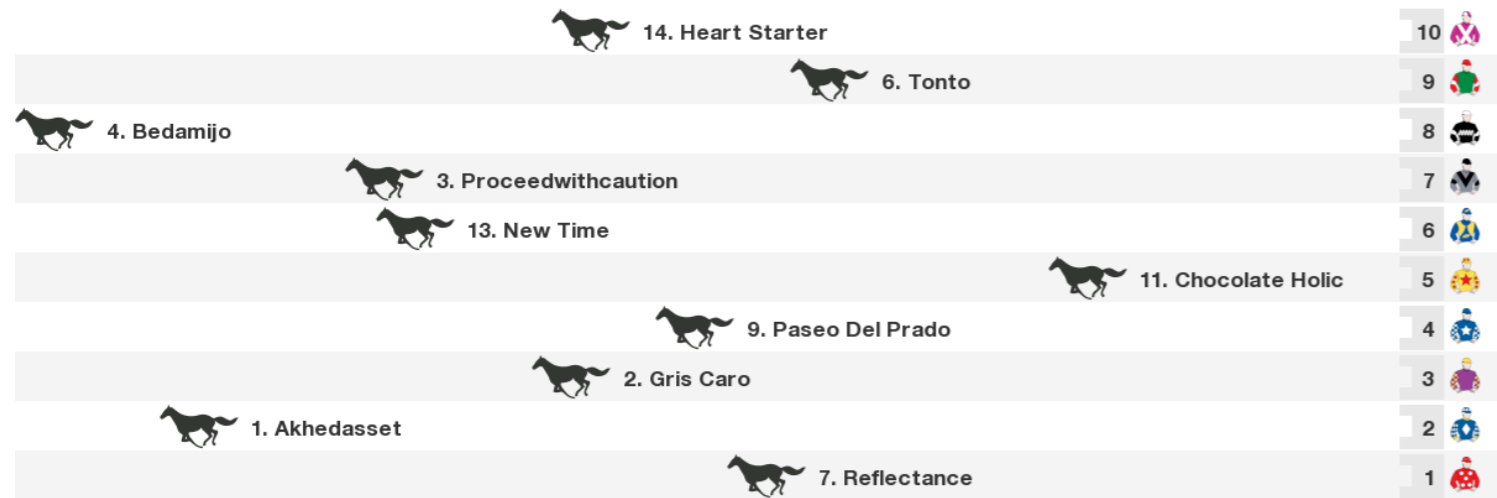 14. Heart Starter 10
6. Tonto 9
4. Bedamijo 8
3. Proceedwithcaution 7
13. New Time 6
11. Chocolate Holic 5
9. Paseo Del Prado 4
2. Gris Caro 3
1. Akhedasset 2
7. Reflectance 1